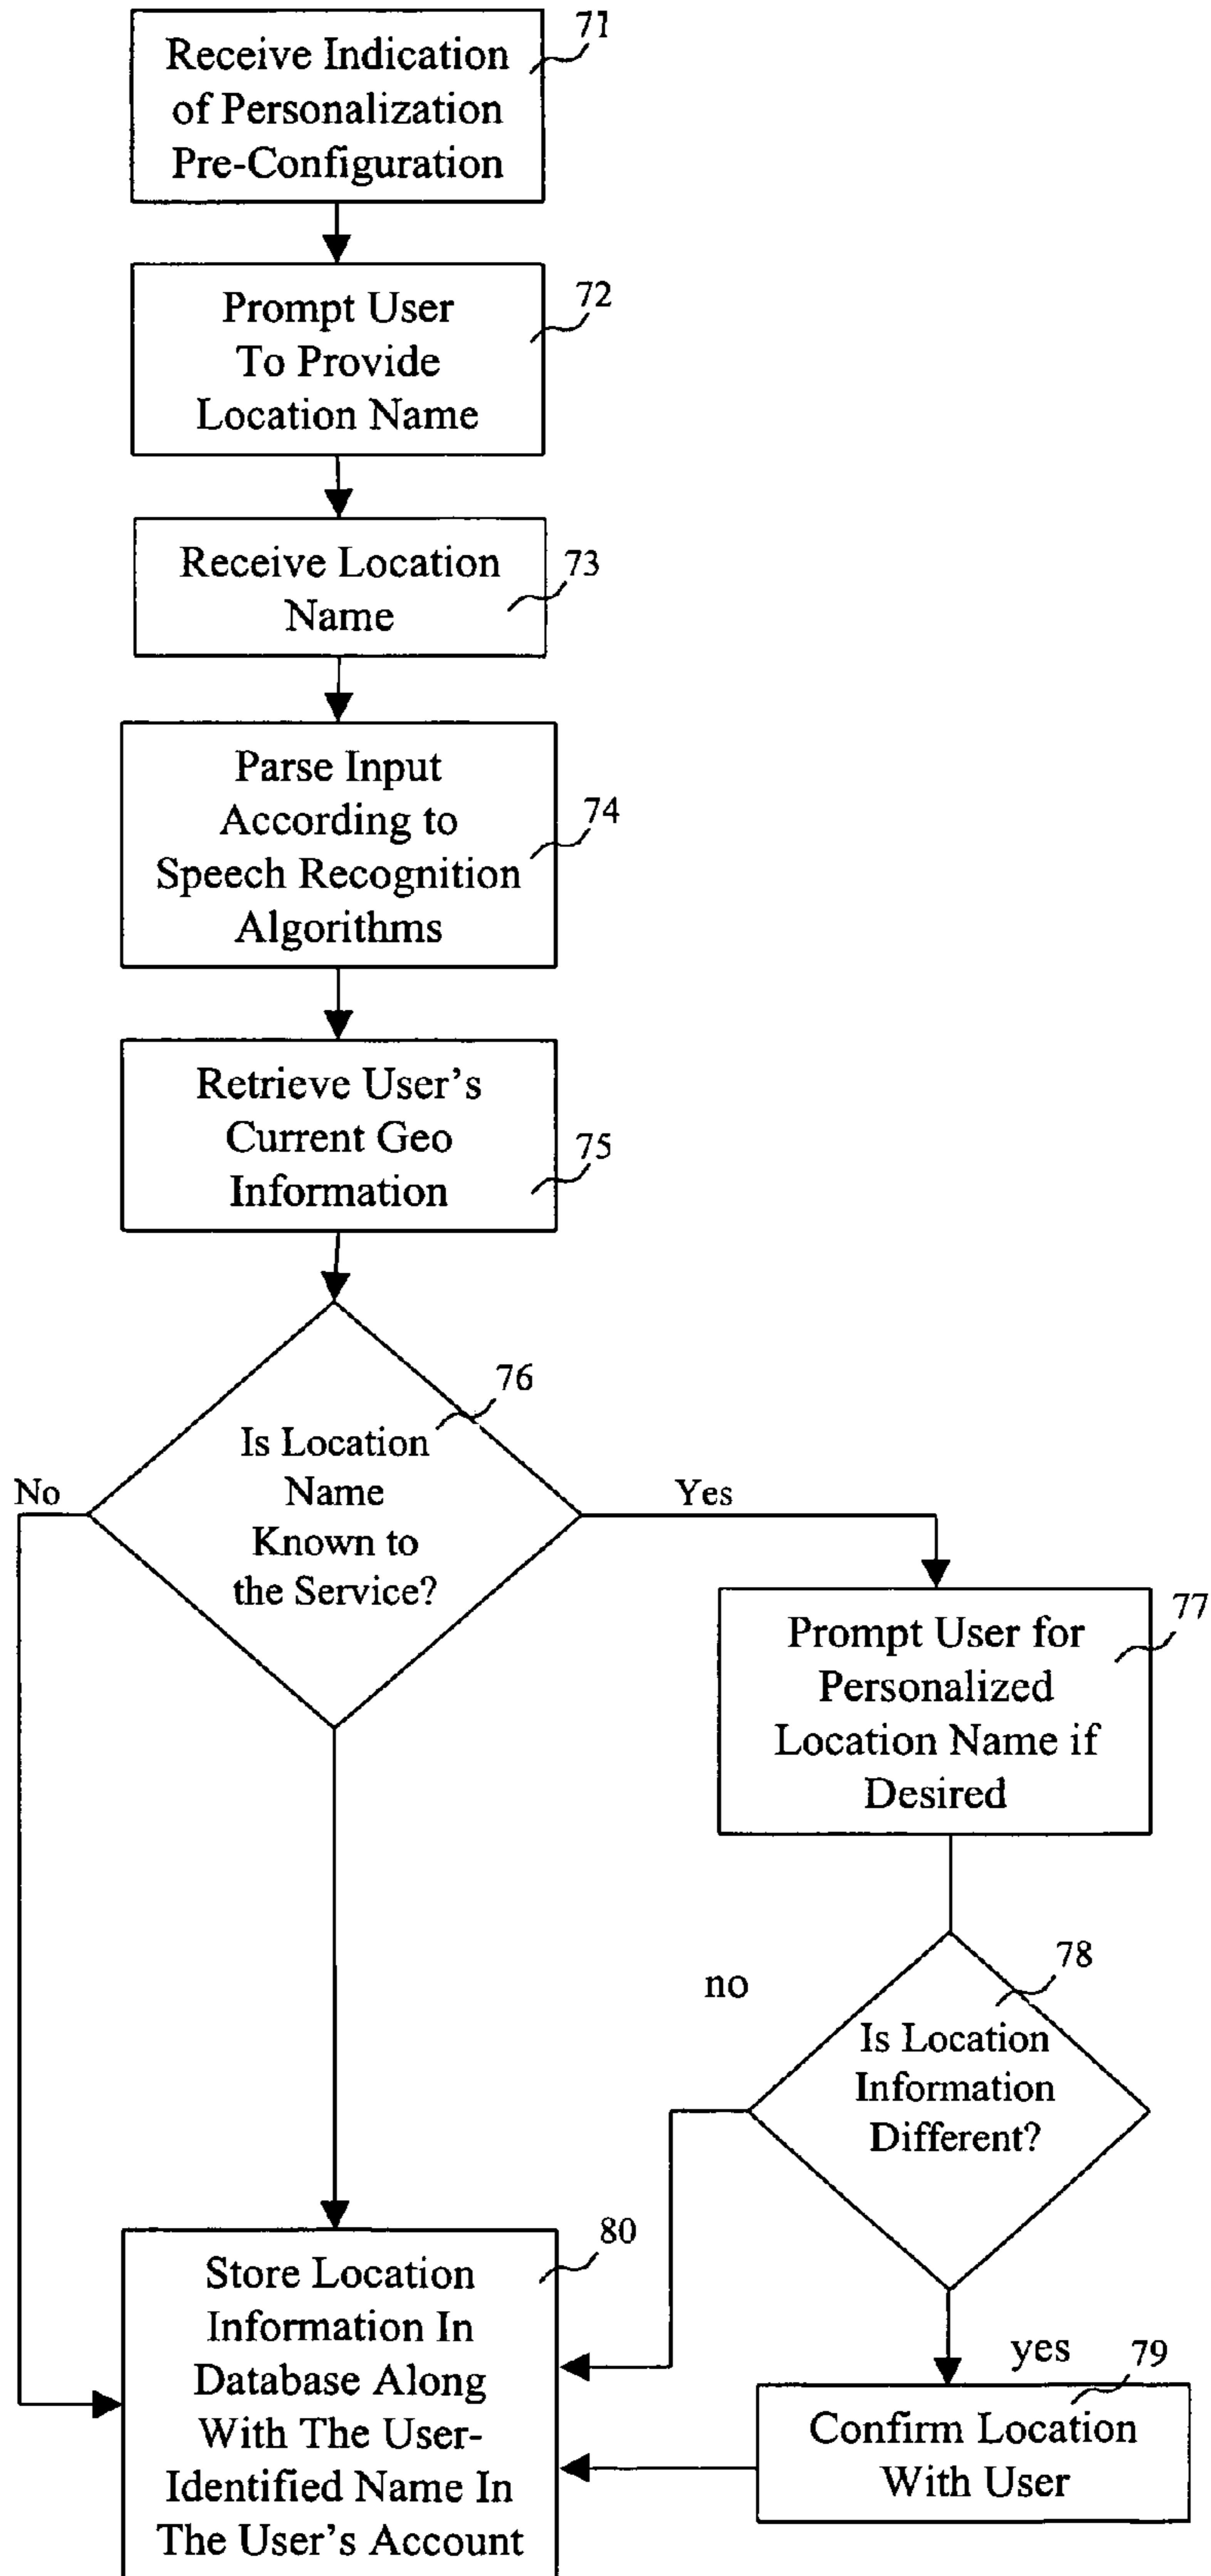 71
Receive Indication
of Personalization
Pre-Configuration
72
Prompt User
To Provide
Location Name
73
Receive Location
Name
74
Parse Input
According to
Speech Recognition
Algorithms
75
Retrieve User's
Current Geo
Information
76
Is Location
Name
Known to
the Service?
No
Yes
77
Prompt User for
Personalized
Location Name if
Desired
78
Is Location
Information
Different?
no
yes
79
Confirm Location
With User
80
Store Location
Information In
Database Along
With The User-
Identified Name In
The User's Account